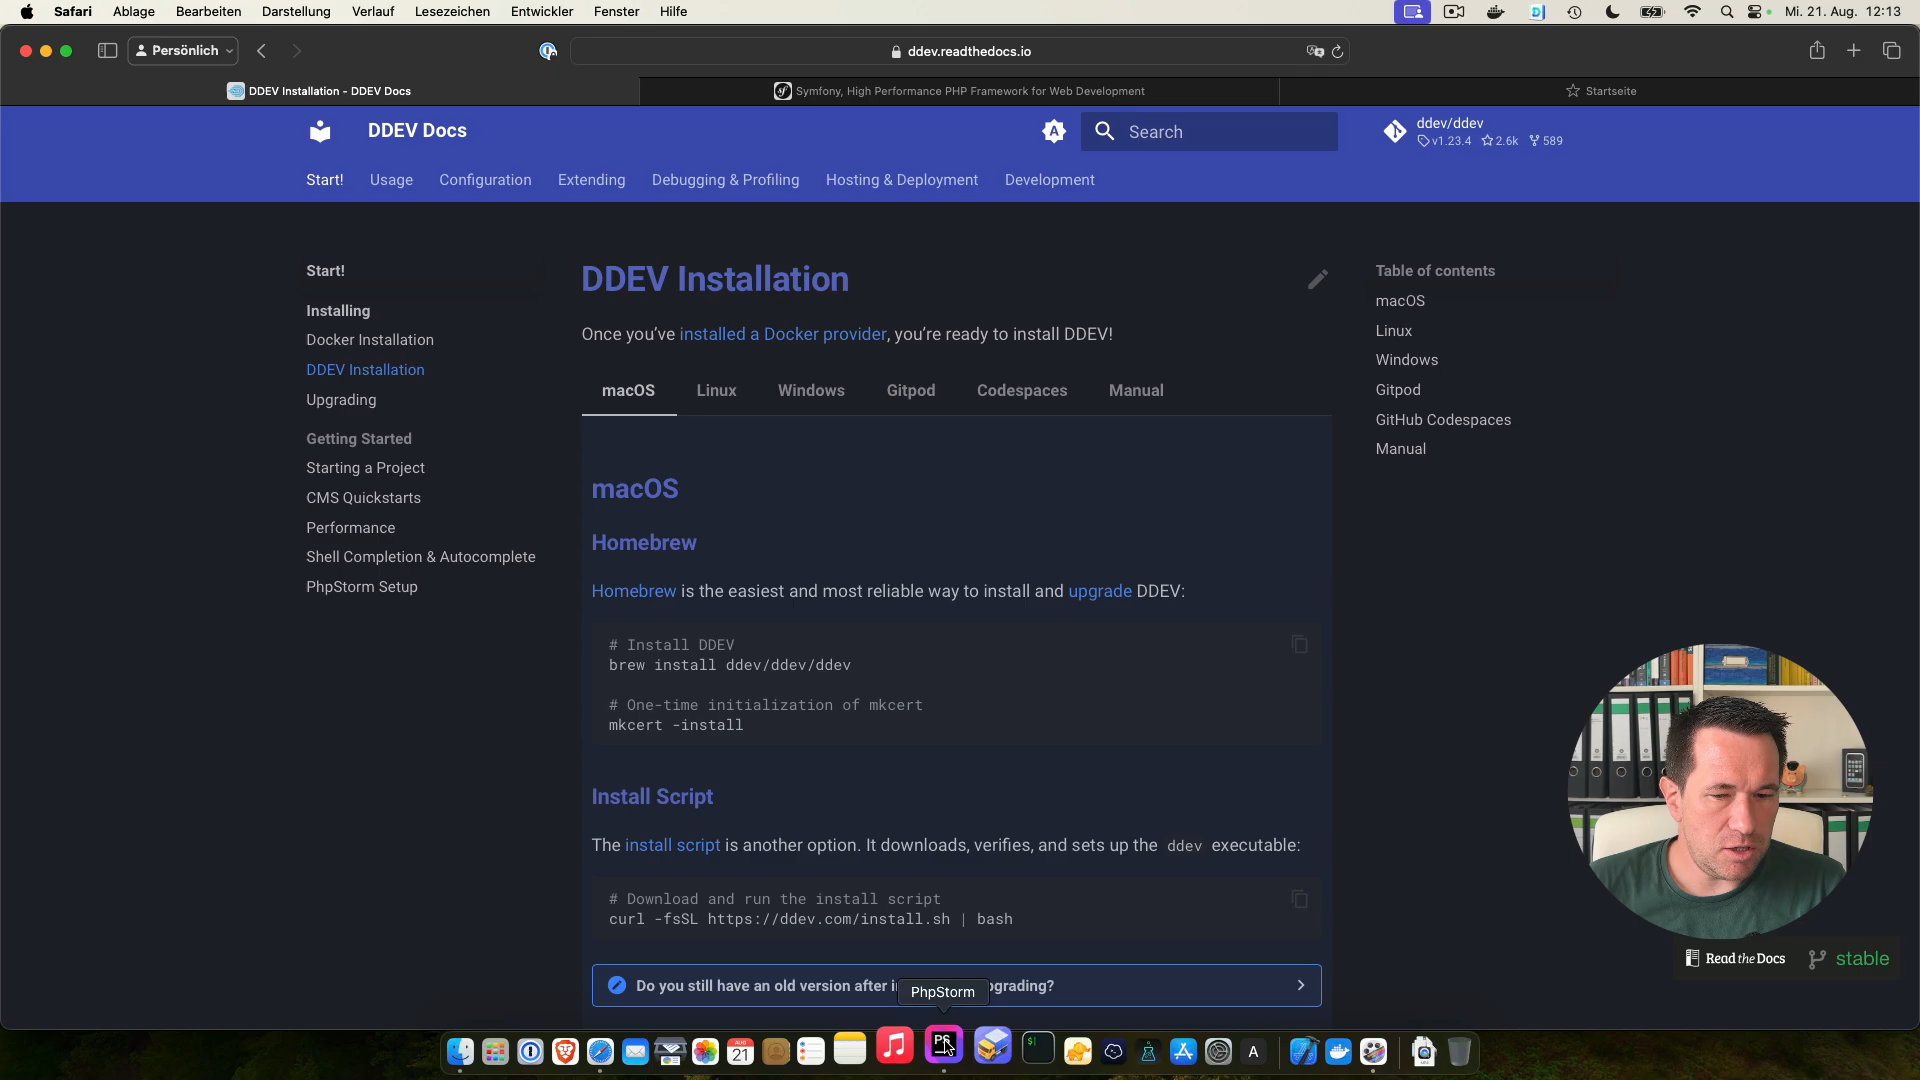 Safari Ablage Bearbeiten Darstellung Verlauf Lesezeichen Entwickler Fenster Hilfe
Mi. 21. Aug. 12:13
Persönlich
ddev.readthedocs.io
DDEV Installation - DDEV Docs
Symfony, High Performance PHP Framework for Web Development
Startseite
DDEV Docs
Search
ddev/ddev
v1.23.4 2.6k 589
Start! Usage Configuration Extending Debugging & Profiling Hosting & Deployment Development
Start!
Installing
Docker Installation
DDEV Installation
Upgrading
Getting Started
Starting a Project
CMS Quickstarts
Performance
Shell Completion & Autocomplete
PhpStorm Setup
DDEV Installation
Once you’ve installed a Docker provider, you’re ready to install DDEV!
macOS Linux Windows Gitpod Codespaces Manual
macOS
Homebrew
Homebrew is the easiest and most reliable way to install and upgrade DDEV:
# Install DDEV
brew install ddev/ddev/ddev
# One-time initialization of mkcert
mkcert -install
Install Script
The install script is another option. It downloads, verifies, and sets up the ddev executable:
# Download and run the install script
curl -fsSL https://ddev.com/install.sh | bash
Do you still have an old version after i pgrading?
PhpStorm
Table of contents
macOS
Linux
Windows
Gitpod
GitHub Codespaces
Manual
Read the Docs
stable
AUG
21
PS
$
A